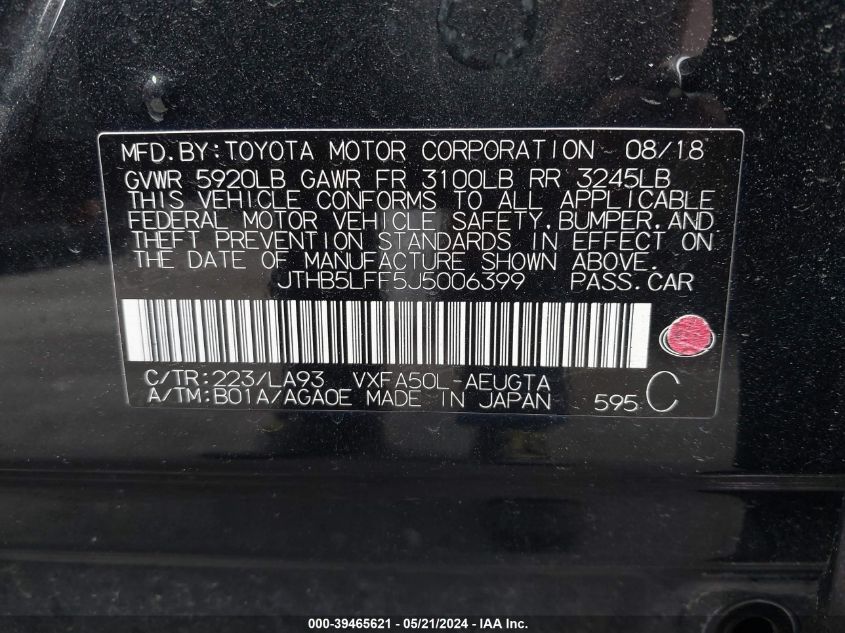 MFD.BY:TOYOTA MOTOR CORPORATION 08/18
GVWR 5920LB GAWR FR 3100LB RR 3245LB
THIS VEHICLE CONFORMS TO ALL APPLICABLE
FEDERAL MOTOR VEHICLE SAFETY,BUMPER,AND
THEFT PREVENTION STANDARDS IN EFFECT ON
THE DATE OF MANUFACTURE SHOWN ABOVE.
JTHB5LFF5J5006399 PASS.CAR
C/TR:223/LA93 VXFA50L-AEUGTA
A/TM:B01A/AGA0E MADE IN JAPAN 595 C
000-39465621 - 05/21/2024 - IAA Inc.